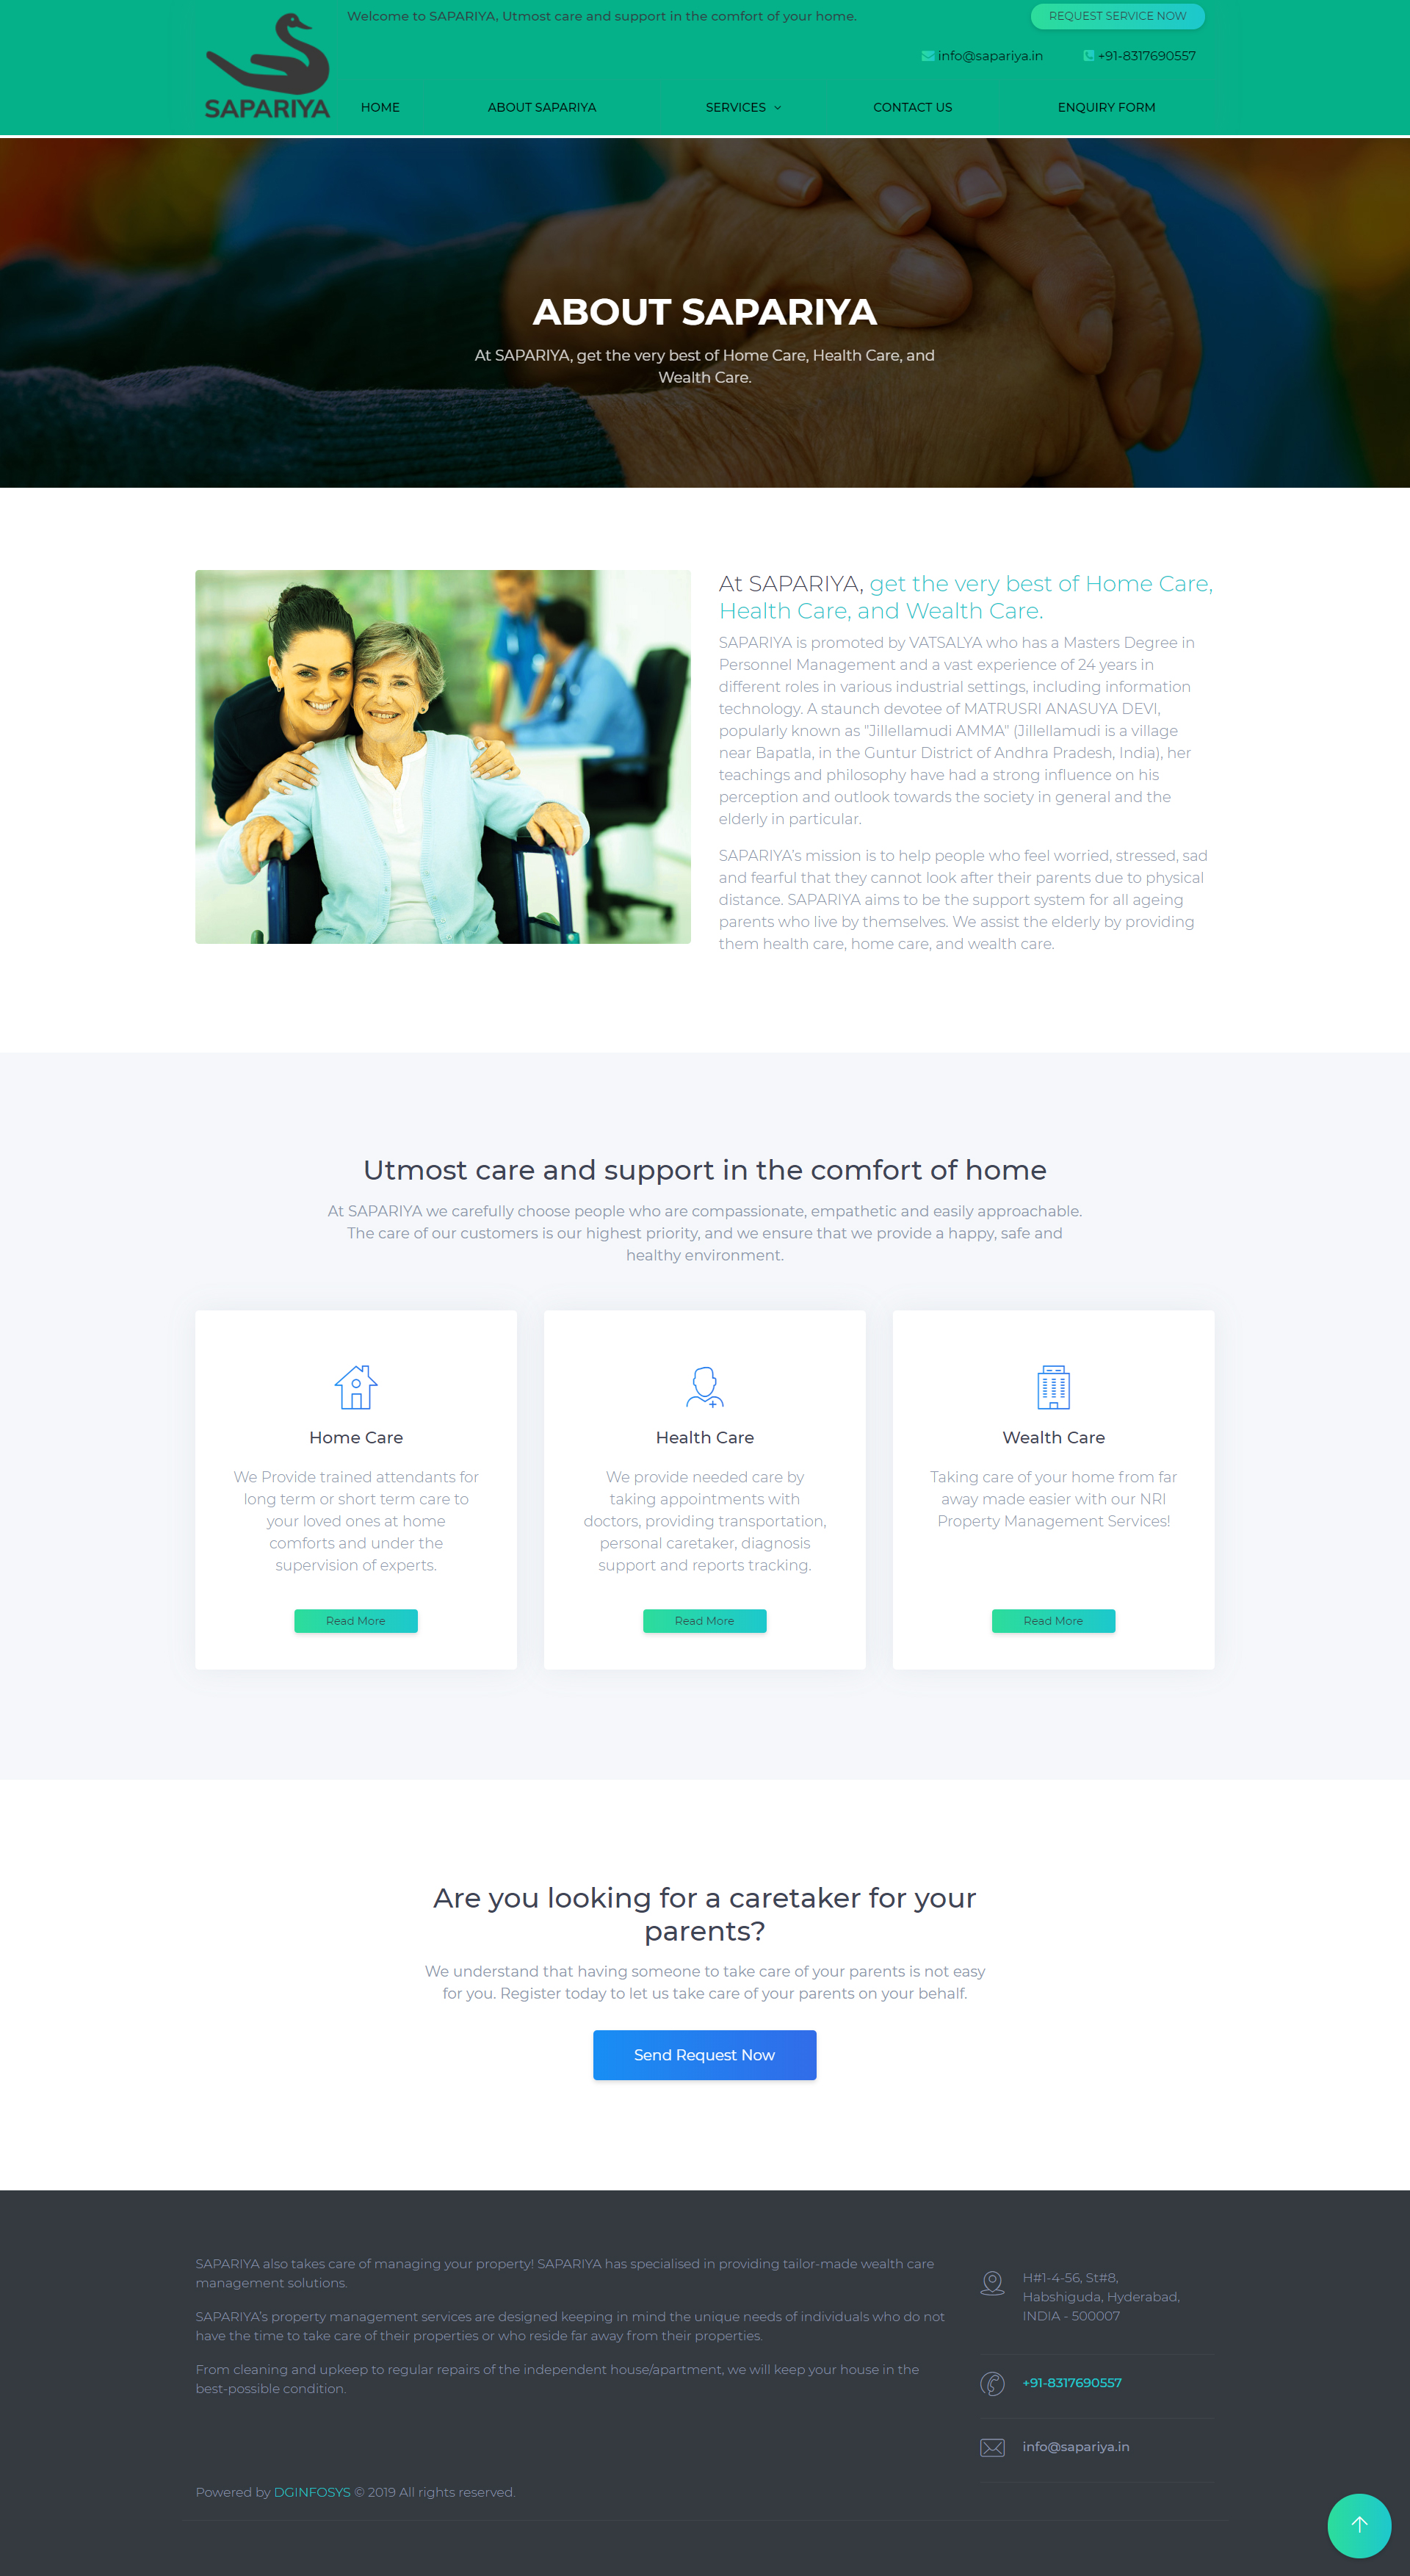 Welcome to SAPARIYA, Utmost care and support in the comfort of your home.
REQUEST SERVICE NOW
info@sapariya.in
+91-8317690557
SAPARIYA
HOME
ABOUT SAPARIYA
SERVICES
CONTACT US
ENQUIRY FORM
ABOUT SAPARIYA
At SAPARIYA, get the very best of Home Care, Health Care, and
Wealth Care.
At SAPARIYA, get the very best of Home Care,
Health Care, and Wealth Care.
SAPARIYA is promoted by VATSALYA who has a Masters Degree in
Personnel Management and a vast experience of 24 years in
different roles in various industrial settings, including information
technology. A staunch devotee of MATRUSRI ANASUYA DEVI,
popularly known as "Jillellamudi AMMA" (Jillellamudi is a village
near Bapatla, in the Guntur District of Andhra Pradesh, India), her
teachings and philosophy have had a strong influence on his
perception and outlook towards the society in general and the
elderly in particular.
SAPARIYA's mission is to help people who feel worried, stressed, sad
and fearful that they cannot look after their parents due to physical
distance. SAPARIYA aims to be the support system for all ageing
parents who live by themselves. We assist the elderly by providing
them health care, home care, and wealth care.
Utmost care and support in the comfort of home
At SAPARIYA we carefully choose people who are compassionate, empathetic and easily approachable.
The care of our customers is our highest priority, and we ensure that we provide a happy, safe and
healthy environment.
Home Care
We Provide trained attendants for
long term or short term care to
your loved ones at home
comforts and under the
supervision of experts.
Read More
Health Care
We provide needed care by
taking appointments with
doctors, providing transportation,
personal caretaker, diagnosis
support and reports tracking.
Read More
Wealth Care
Taking care of your home from far
away made easier with our NRI
Property Management Services!
Read More
Are you looking for a caretaker for your
parents?
We understand that having someone to take care of your parents is not easy
for you. Register today to let us take care of your parents on your behalf.
Send Request Now
SAPARIYA also takes care of managing your property! SAPARIYA has specialised in providing tailor-made wealth care
management solutions.
SAPARIYA's property management services are designed keeping in mind the unique needs of individuals who do not
have the time to take care of their properties or who reside far away from their properties.
From cleaning and upkeep to regular repairs of the independent house/apartment, we will keep your house in the
best-possible condition.
H#1-4-56, St#8,
Habshiguda, Hyderabad,
INDIA - 500007
+91-8317690557
info@sapariya.in
Powered by DGINFOSYS © 2019 All rights reserved.